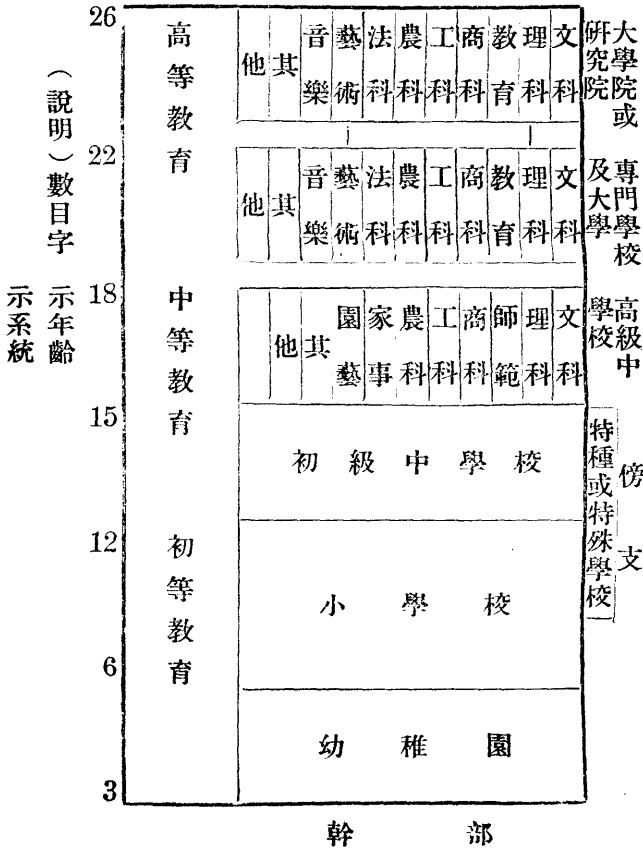 大學院或
研究院
文科
理科
教育
商科
工科
農科
法科
藝術
音樂
其
他
專門學校
及大學
文科
理科
教育
商科
工科
農科
法科
藝術
音樂
其
他
高級中
學校
文科
理科
師範
商科
工科
農科
家事
園藝
其
他
傍支
特種或特殊學校
初級中學校
小學校
幼稚園
高等教育
中等教育
初等教育
26
22
18
15
12
6
3
（說明）數目字
示年齡
示系統
幹部